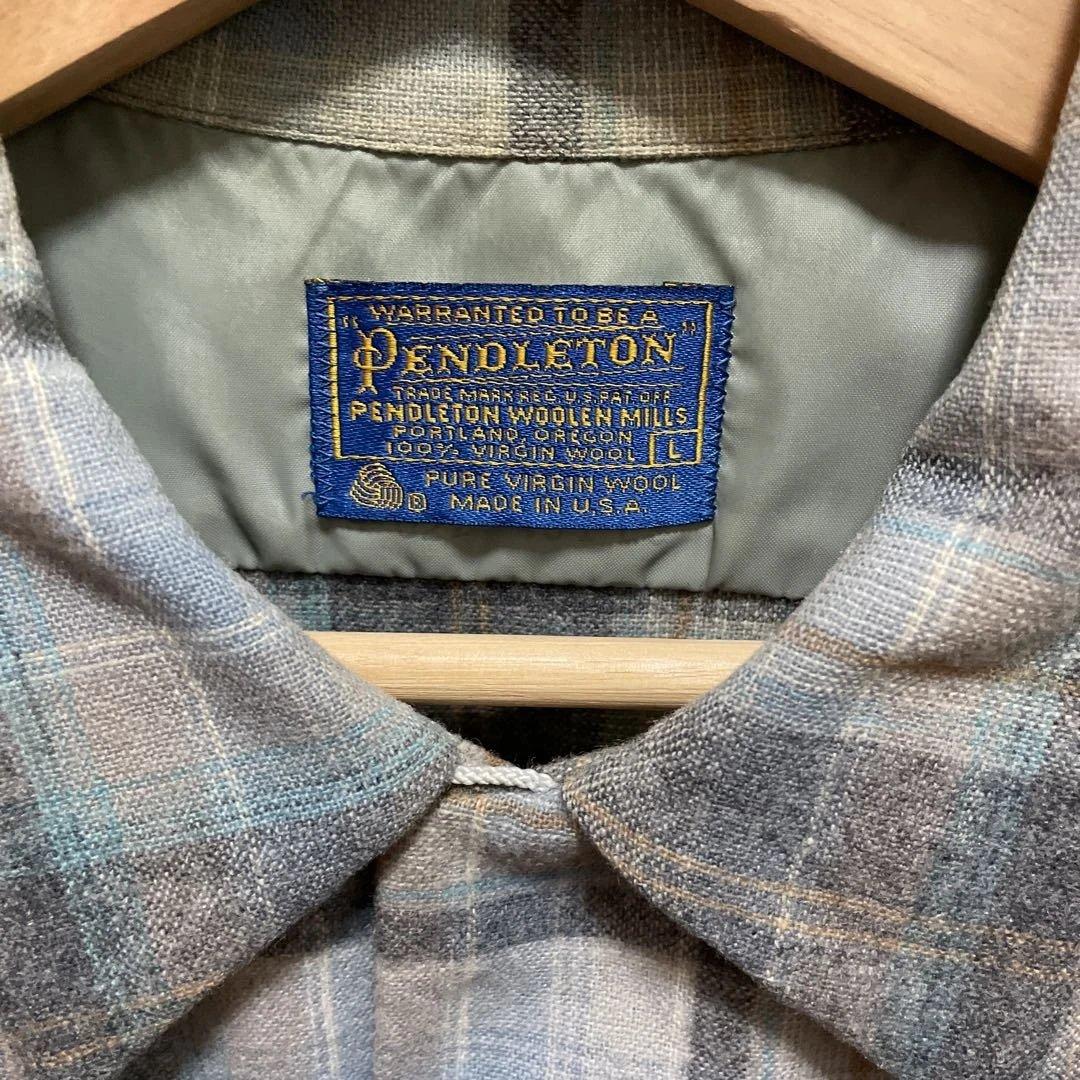 WARRANTED TO BE A
"PENDLETON"
TRADE MARK REG. U.S. PAT. OFF
PENDLETON WOOLEN MILLS
PORTLAND, OREGON
100% VIRGIN WOOL L
® PURE VIRGIN WOOL
MADE IN U.S.A.